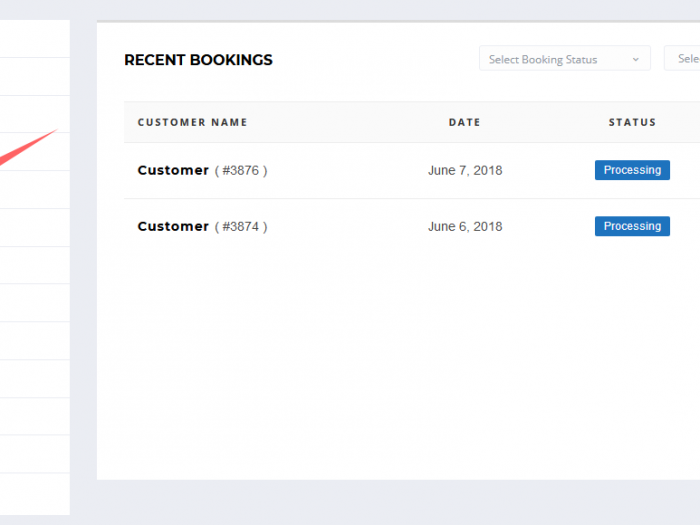 RECENT BOOKINGS
Select Booking Status
CUSTOMER NAME DATE STATUS
Customer ( #3876 ) June 7, 2018 Processing
Customer ( #3874 ) June 6, 2018 Processing